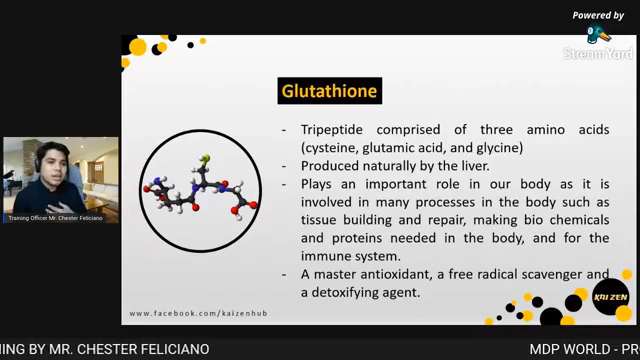 Powered by
StreamYard
Glutathione
- Tripeptide comprised of three amino acids
(cysteine, glutamic acid, and glycine)
- Produced naturally by the liver.
- Plays an important role in our body as it is
involved in many processes in the body such as
tissue building and repair, making bio chemicals
and proteins needed in the body, and for the
immune system.
- A master antioxidant, a free radical scavenger and
a detoxifying agent.
Training Officer Mr. Chester Feliciano
www.facebook.com/kaizenhub
KAIZEN
NING BY MR. CHESTER FELICIANO
MDP WORLD - PR